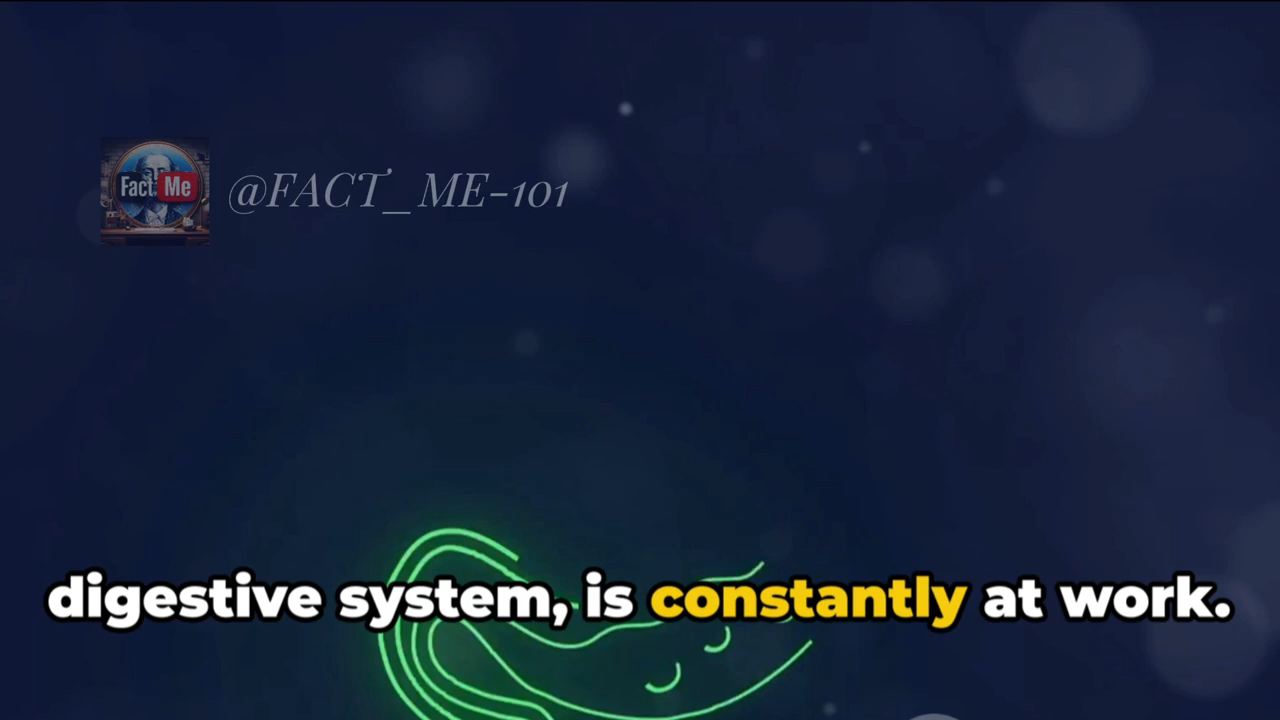 Fact Me
@FACT_ME-101
digestive system, is constantly at work.